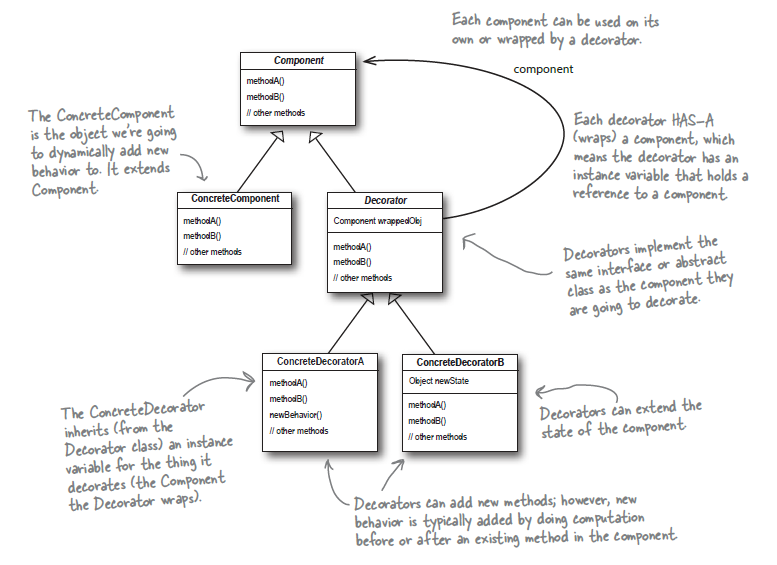 Each component can be used on its
own or wrapped by a decorator.
Component
methodA()
methodB()
// other methods
component
The ConcreteComponent
is the object we're going
to dynamically add new
behavior to. It extends
Component.
Each decorator HAS-A
(wraps) a component, which
means the decorator has an
instance variable that holds a
reference to a component.
ConcreteComponent
methodA()
methodB()
// other methods
Decorator
Component wrappedObj
methodA()
methodB()
// other methods
Decorators implement the
same interface or abstract
class as the component they
are going to decorate.
ConcreteDecoratorA
methodA()
methodB()
newBehavior()
// other methods
ConcreteDecoratorB
Object newState
methodA()
methodB()
// other methods
The ConcreteDecorator
inherits (from the
Decorator class) an instance
variable for the thing it
decorates (the Component
the Decorator wraps).
Decorators can extend the
state of the component.
Decorators can add new methods; however, new
behavior is typically added by doing computation
before or after an existing method in the component.